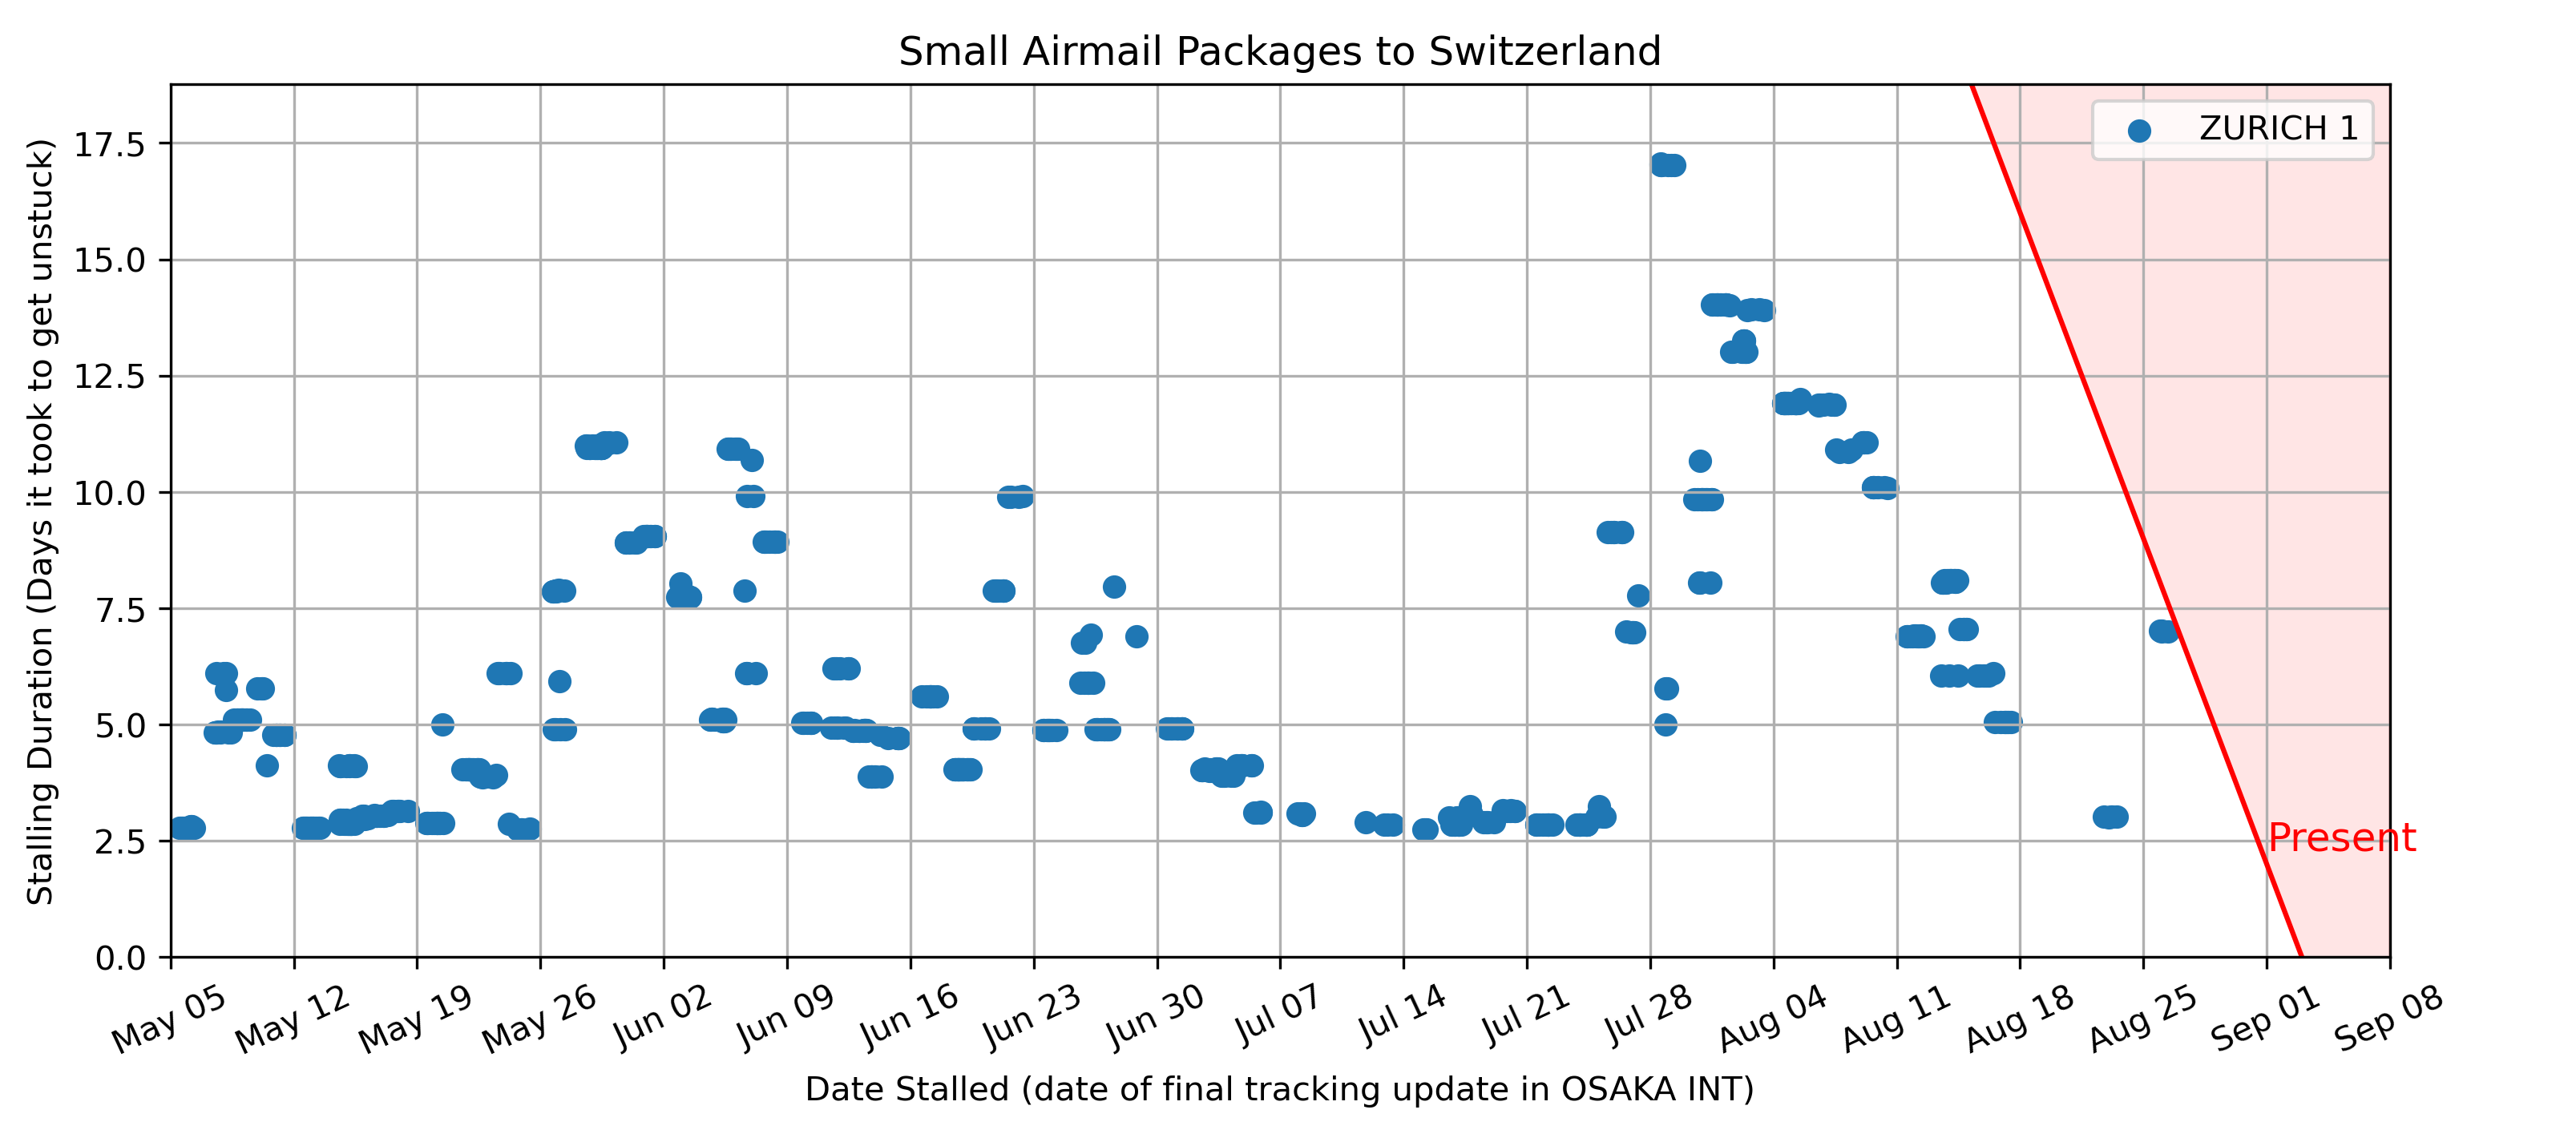 Small Airmail Packages to Switzerland
Stalling Duration (Days it took to get unstuck)
17.5
15.0
12.5
10.0
7.5
5.0
2.5
0.0
ZURICH 1
Present
May 05 May 12 May 19 May 26 Jun 02 Jun 09 Jun 16 Jun 23 Jun 30 Jul 07 Jul 14 Jul 21 Jul 28 Aug 04 Aug 11 Aug 18 Aug 25 Sep 01 Sep 08
Date Stalled (date of final tracking update in OSAKA INT)